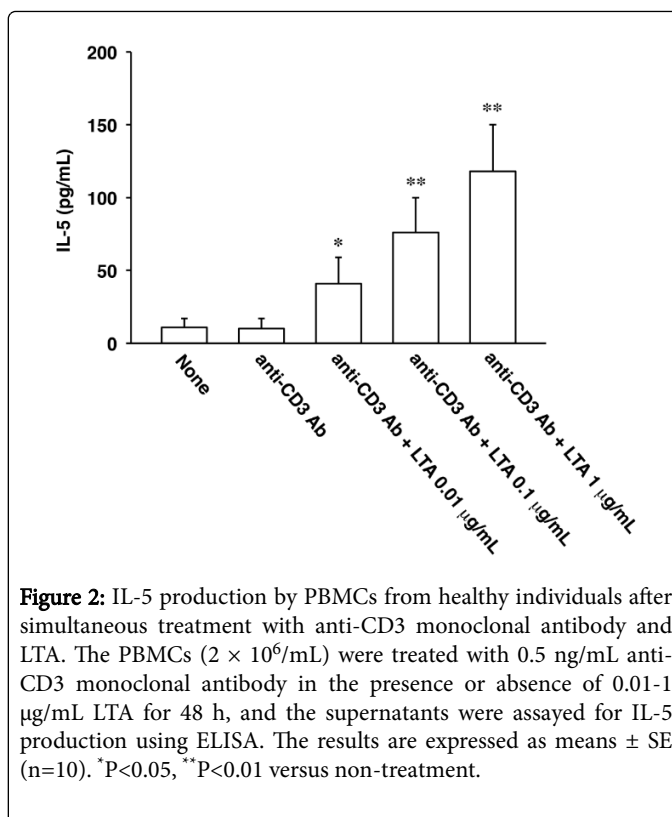 200
150
100
50
0
IL-5 (pg/mL)
*
**
**
None
anti-CD3 Ab
anti-CD3 Ab + LTA 0.01 μg/mL
anti-CD3 Ab + LTA 0.1 μg/mL
anti-CD3 Ab + LTA 1 μg/mL
Figure 2: IL-5 production by PBMCs from healthy individuals after
simultaneous treatment with anti-CD3 monoclonal antibody and
LTA. The PBMCs (2 × 10⁶/mL) were treated with 0.5 ng/mL anti-
CD3 monoclonal antibody in the presence or absence of 0.01-1
μg/mL LTA for 48 h, and the supernatants were assayed for IL-5
production using ELISA. The results are expressed as means ± SE
(n=10). *P<0.05, **P<0.01 versus non-treatment.